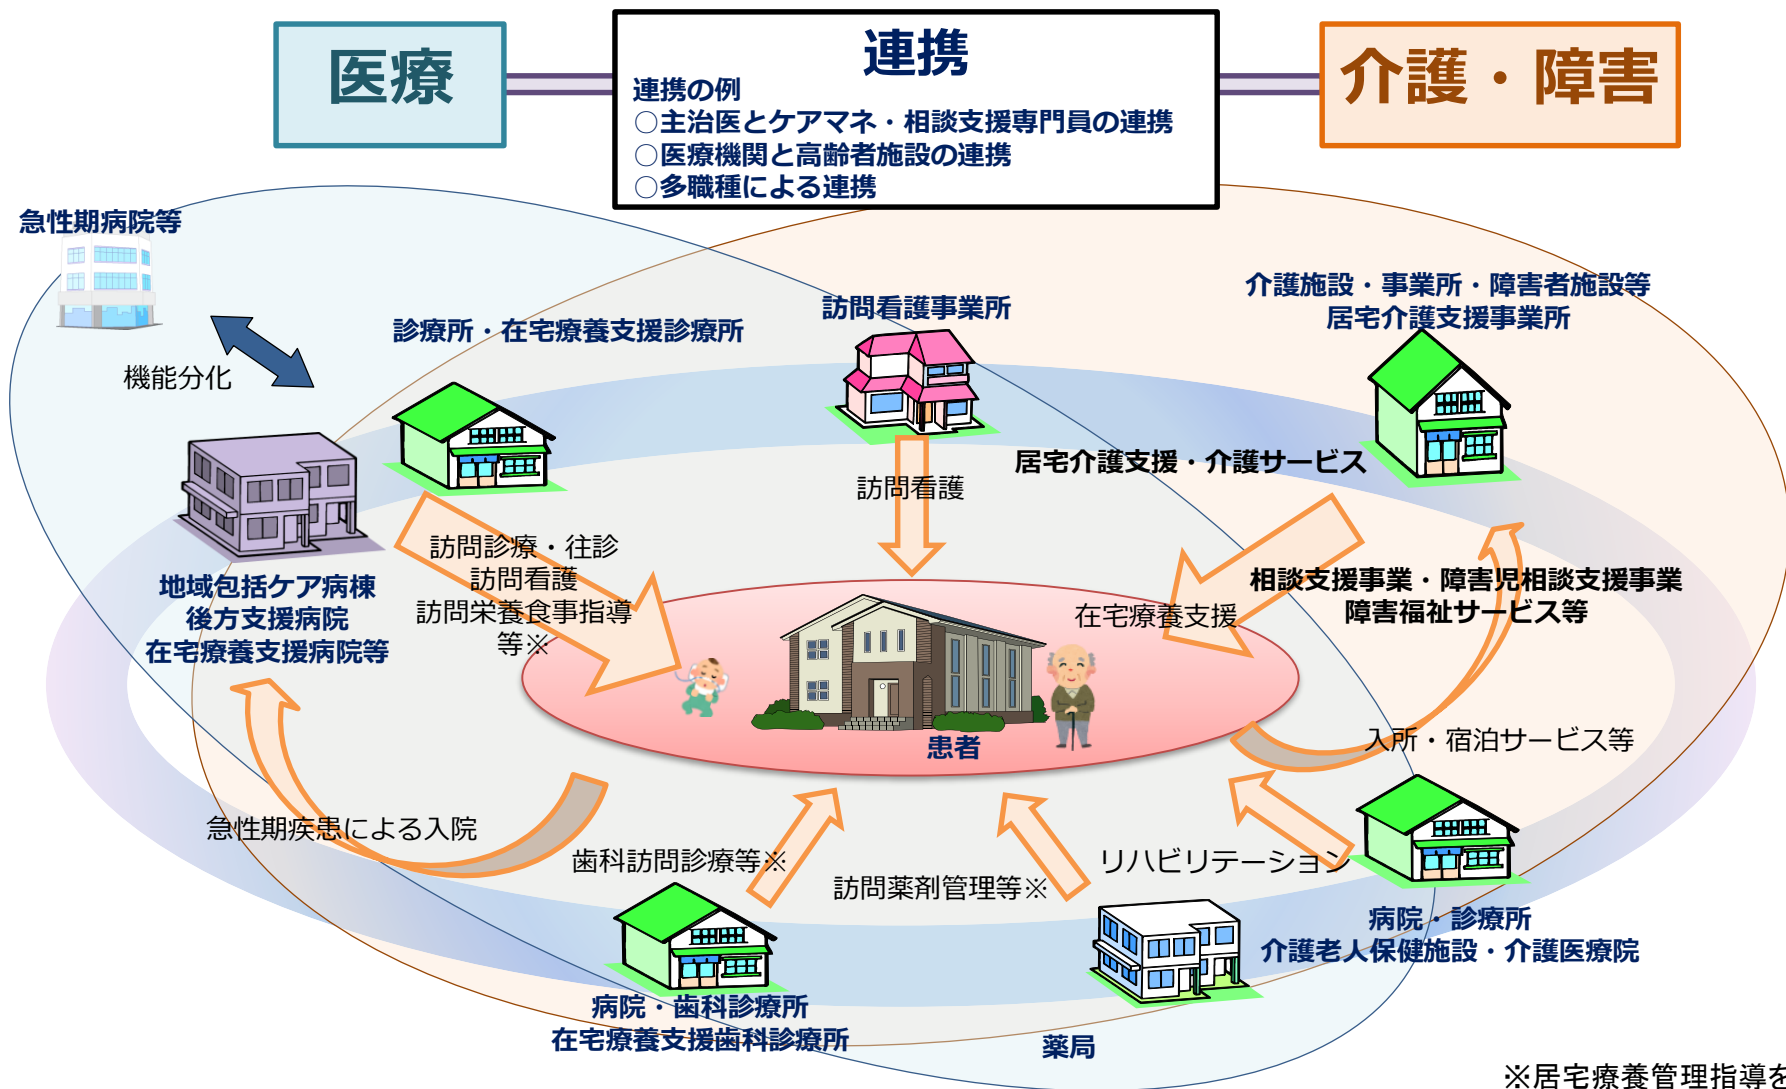 医療
連携
連携の例
○主治医とケアマネ・相談支援専門員の連携
○医療機関と高齢者施設の連携
○多職種による連携
介護・障害
急性期病院等
機能分化
診療所・在宅療養支援診療所
訪問看護事業所
介護施設・事業所・障害者施設等
居宅介護支援事業所
訪問看護
居宅介護支援・介護サービス
訪問診療・往診
訪問看護
訪問栄養食事指導
等※
地域包括ケア病棟
後方支援病院
在宅療養支援病院等
在宅療養支援
相談支援事業・障害児相談支援事業
障害福祉サービス等
患者
入所・宿泊サービス等
急性期疾患による入院
歯科訪問診療等※
訪問薬剤管理等※
リハビリテーション
病院・診療所
介護老人保健施設・介護医療院
病院・歯科診療所
在宅療養支援歯科診療所
薬局
※居宅療養管理指導を